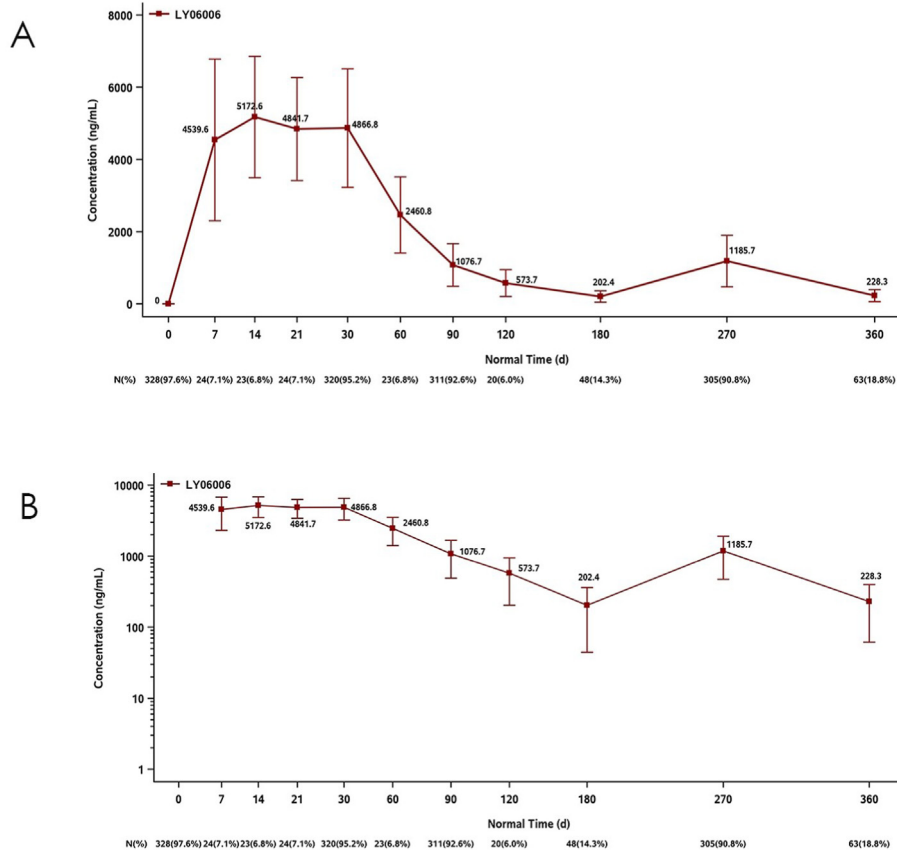 A
LY06006
8000
6000
4000
2000
0
Concentration (ng/mL)
0
4539.6
5172.6
4841.7
4866.8
2460.8
1076.7
573.7
202.4
1185.7
228.3
0 7 14 21 30 60 90 120 180 270 360
Normal Time (d)
N(%) 328(97.6%) 24(7.1%) 23(6.8%) 24(7.1%) 320(95.2%) 23(6.8%) 311(92.6%) 20(6.0%) 48(14.3%) 305(90.8%) 63(18.8%)
B
LY06006
10000
1000
100
10
1
Concentration (ng/mL)
4539.6
5172.6
4841.7
4866.8
2460.8
1076.7
573.7
202.4
1185.7
228.3
0 7 14 21 30 60 90 120 180 270 360
Normal Time (d)
N(%) 328(97.6%) 24(7.1%) 23(6.8%) 24(7.1%) 320(95.2%) 23(6.8%) 311(92.6%) 20(6.0%) 48(14.3%) 305(90.8%) 63(18.8%)